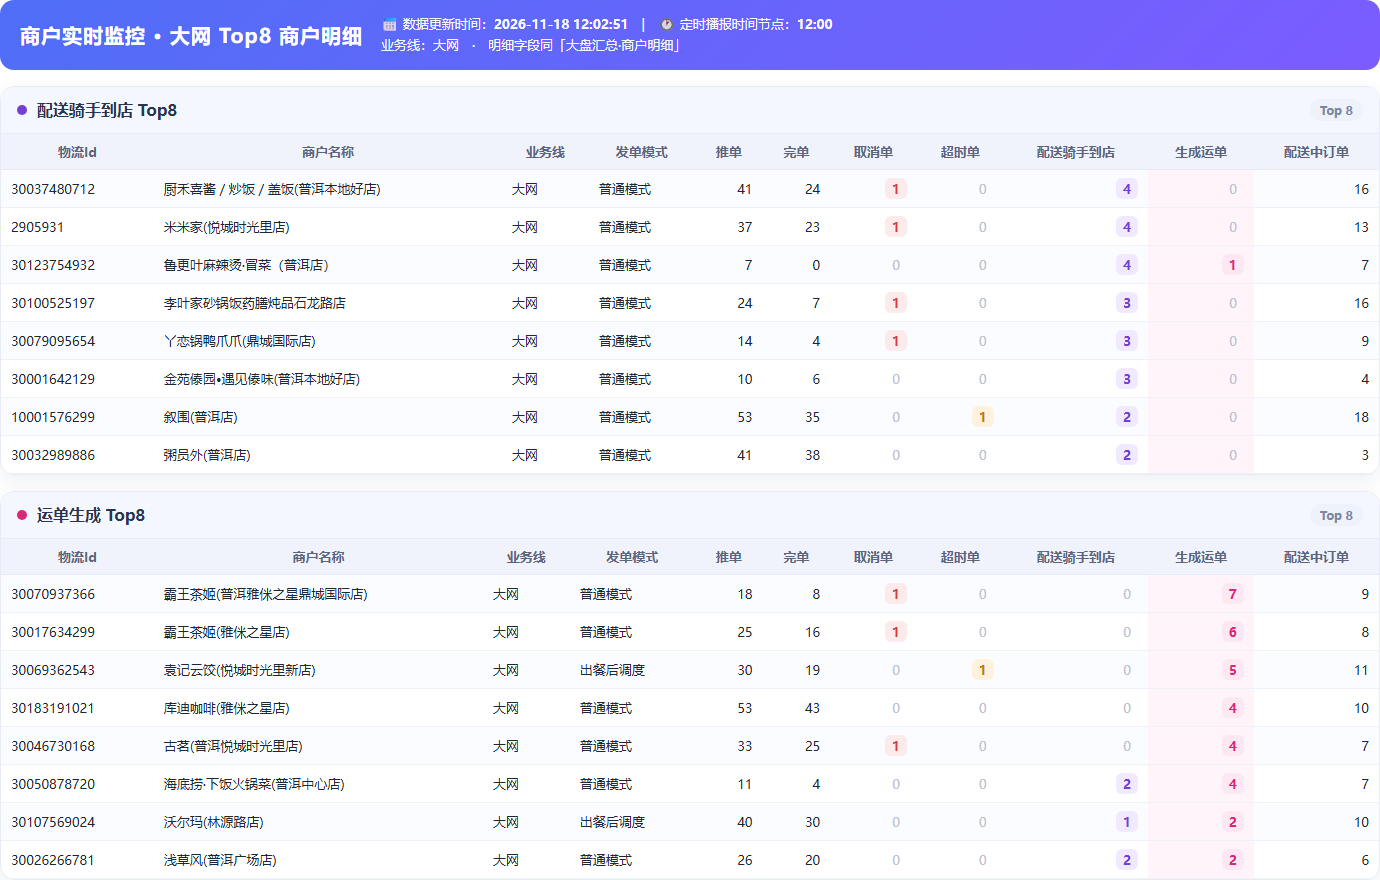 商户实时监控 • 大网 Top8 商户明细
数据更新时间：2026-11-18 12:02:51 | 定时播报时间节点：12:00
业务线：大网 · 明细字段同「大盘汇总·商户明细」
配送骑手到店 Top8 Top 8
物流Id 商户名称 业务线 发单模式 推单 完单 取消单 超时单 配送骑手到店 生成运单 配送中订单
30037480712 厨禾喜酱 / 炒饭 / 盖饭(普洱本地好店) 大网 普通模式 41 24 1 0 4 0 16
2905931 米米家(悦城时光里店) 大网 普通模式 37 23 1 0 4 0 13
30123754932 鲁更叶麻辣烫·冒菜（普洱店） 大网 普通模式 7 0 0 0 4 1 7
30100525197 李叶家砂锅饭药膳炖品石龙路店 大网 普通模式 24 7 1 0 3 0 16
30079095654 丫恋锅鸭爪爪(鼎城国际店) 大网 普通模式 14 4 1 0 3 0 9
30001642129 金苑傣园•遇见傣味(普洱本地好店) 大网 普通模式 10 6 0 0 3 0 4
10001576299 叙围(普洱店) 大网 普通模式 53 35 0 1 2 0 18
30032989886 粥员外(普洱店) 大网 普通模式 41 38 0 0 2 0 3
运单生成 Top8 Top 8
物流Id 商户名称 业务线 发单模式 推单 完单 取消单 超时单 配送骑手到店 生成运单 配送中订单
30070937366 霸王茶姬(普洱雅侎之星鼎城国际店) 大网 普通模式 18 8 1 0 0 7 9
30017634299 霸王茶姬(雅侎之星店) 大网 普通模式 25 16 1 0 0 6 8
30069362543 袁记云饺(悦城时光里新店) 大网 出餐后调度 30 19 0 1 0 5 11
30183191021 库迪咖啡(雅侎之星店) 大网 普通模式 53 43 0 0 0 4 10
30046730168 古茗(普洱悦城时光里店) 大网 普通模式 33 25 1 0 0 4 7
30050878720 海底捞·下饭火锅菜(普洱中心店) 大网 普通模式 11 4 0 0 2 4 7
30107569024 沃尔玛(林源路店) 大网 出餐后调度 40 30 0 0 1 2 10
30026266781 浅草风(普洱广场店) 大网 普通模式 26 20 0 0 2 2 6